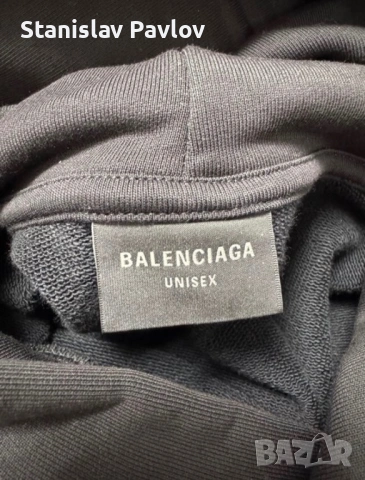 Stanislav Pavlov
BALENCIAGA
UNISEX
BAZAR